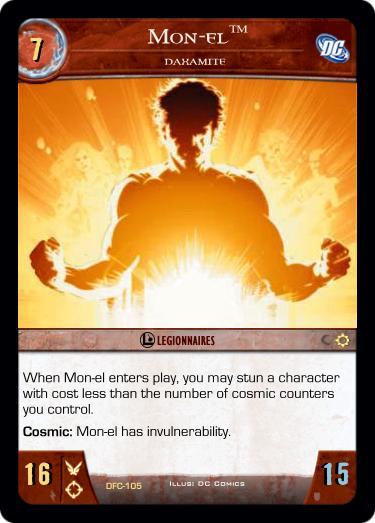 7
MON-EL™
DAXAMITE
DC
L LEGIONNAIRES
When Mon-el enters play, you may stun a character
with cost less than the number of cosmic counters
you control.
Cosmic: Mon-el has invulnerability.
16
DFC-105
ILLUS: DC COMICS
15